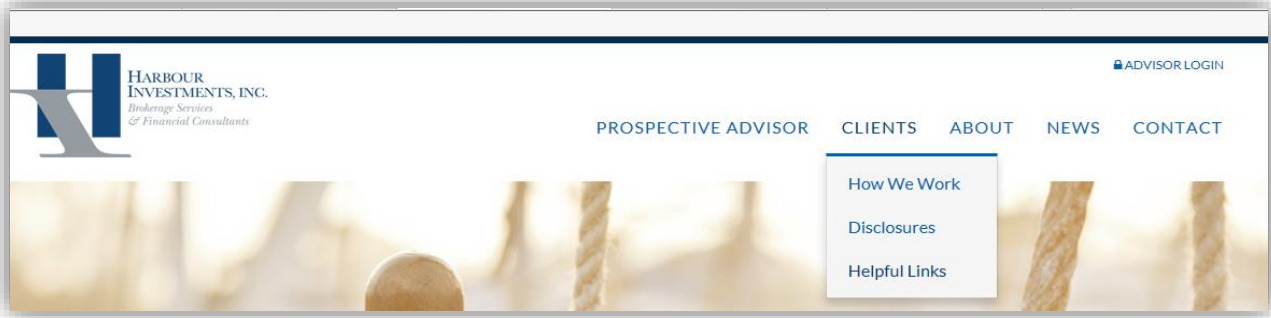 ADVISOR LOGIN
HARBOUR
INVESTMENTS, INC.
Brokerage Services
& Financial Consultants
PROSPECTIVE ADVISOR CLIENTS ABOUT NEWS CONTACT
How We Work
Disclosures
Helpful Links